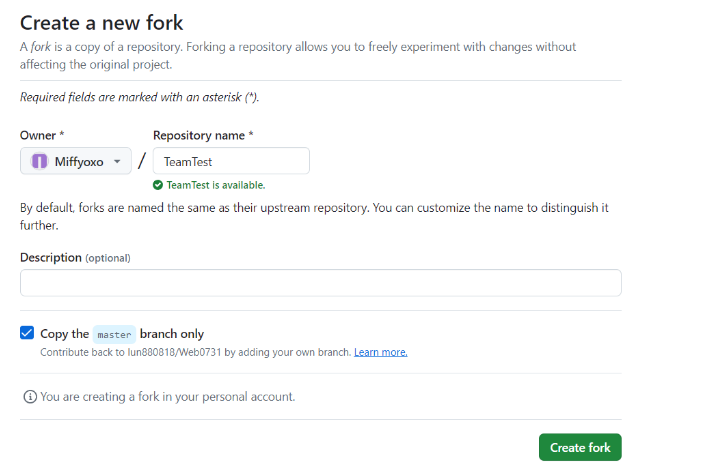 Create a new fork
A fork is a copy of a repository. Forking a repository allows you to freely experiment with changes without
affecting the original project.
Required fields are marked with an asterisk (*).
Owner * Repository name *
Miffyoxo / TeamTest
TeamTest is available.
By default, forks are named the same as their upstream repository. You can customize the name to distinguish it
further.
Description (optional)
Copy the master branch only
Contribute back to lun880818/Web0731 by adding your own branch. Learn more.
You are creating a fork in your personal account.
Create fork